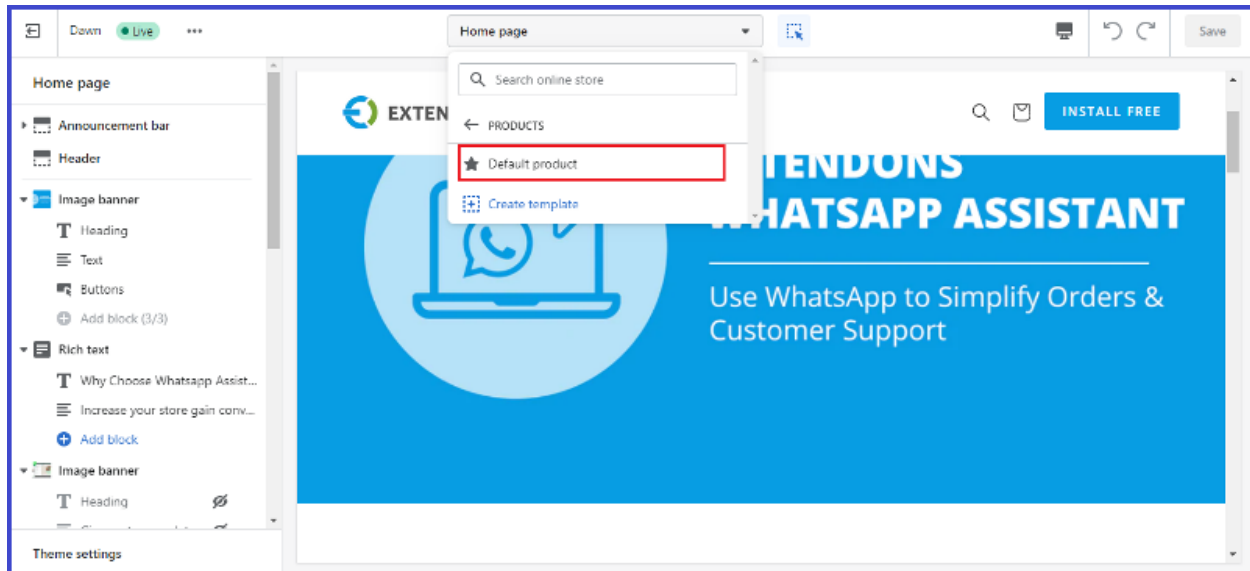 Dawn
Live
Home page
Save
Home page
Announcement bar
Header
Image banner
Heading
Text
Buttons
Add block (3/3)
Rich text
Why Choose Whatsapp Assist...
Increase your store gain conv...
Add block
Image banner
Heading
Theme settings
Search online store
PRODUCTS
Default product
Create template
EXTEN
INSTALL FREE
TENDONS
WHATSAPP ASSISTANT
Use WhatsApp to Simplify Orders &
Customer Support